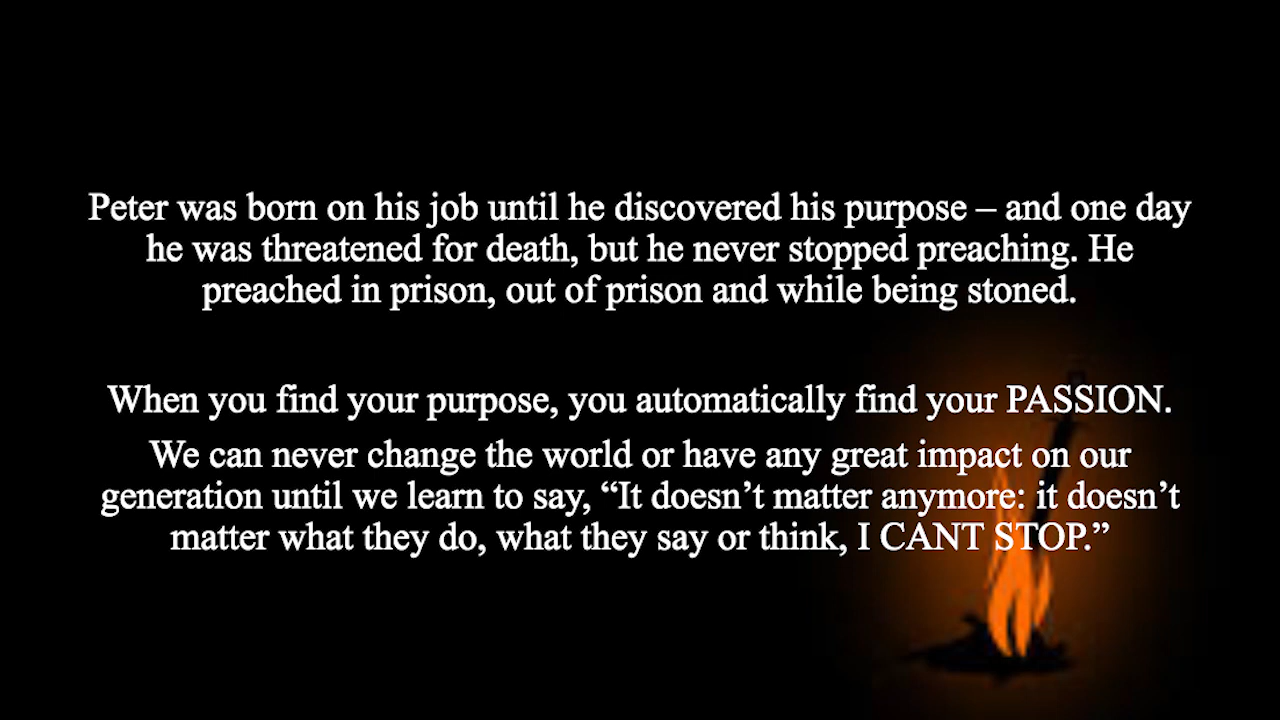 Peter was born on his job until he discovered his purpose – and one day
he was threatened for death, but he never stopped preaching. He
preached in prison, out of prison and while being stoned.
When you find your purpose, you automatically find your PASSION.
We can never change the world or have any great impact on our
generation until we learn to say, “It doesn’t matter anymore: it doesn’t
matter what they do, what they say or think, I CANT STOP.”